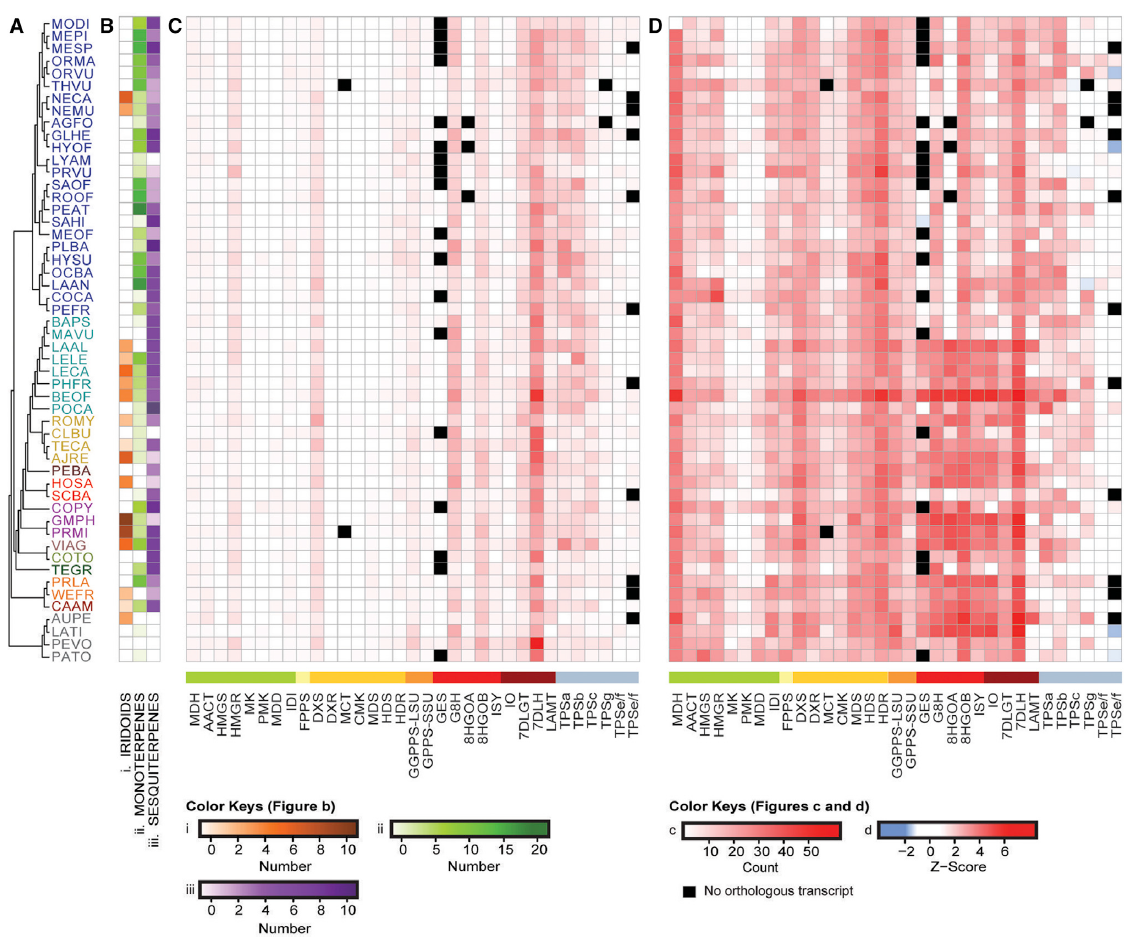 A B C D
MODI
MEPI
MESP
ORMA
ORVU
THVU
NECA
NEMU
AGFO
GLHE
HYOF
LYAM
PRVU
SAOF
ROOF
PEAT
SAHI
MEOF
PLBA
HYSU
OCBA
LAAN
COCA
PEFR
BAPS
MAVU
LAAL
LELE
LECA
PHFR
BEOF
POCA
ROMY
CLBU
TECA
AJRE
PEBA
HOSA
SCBA
COPY
GMPH
PRMI
VIAG
COTO
TEGR
PRLA
WEFR
CAAM
AUPE
LATI
PEVO
PATO
i. IRIDOIDS
ii. MONOTERPENES
iii. SESQUITERPENES
MDH
AACT
HMGS
HMGR
MK
PMK
MDD
IDI
FPPS
DXS
DXR
MCT
CMK
MDS
HDS
HDR
GGPPS-LSU
GPPS-SSU
GES
G8H
8HGOA
8HGOB
ISY
IO
7DLGT
7DLH
LAMT
TPSa
TPSb
TPSc
TPSg
TPSe/f
MDH
AACT
HMGS
HMGR
MK
PMK
MDD
IDI
FPPS
DXS
DXR
MCT
CMK
MDS
HDS
HDR
GGPPS-LSU
GPPS-SSU
GES
G8H
8HGOA
8HGOB
ISY
IO
7DLGT
7DLH
LAMT
TPSa
TPSb
TPSc
TPSg
TPSe/f
Color Keys (Figure b)
i
0 2 4 6 8 10
Number
ii
0 5 10 15 20
Number
iii
0 2 4 6 8 10
Number
Color Keys (Figures c and d)
c
10 20 30 40 50
Count
d
−2 0 2 4 6
Z−Score
No orthologous transcript